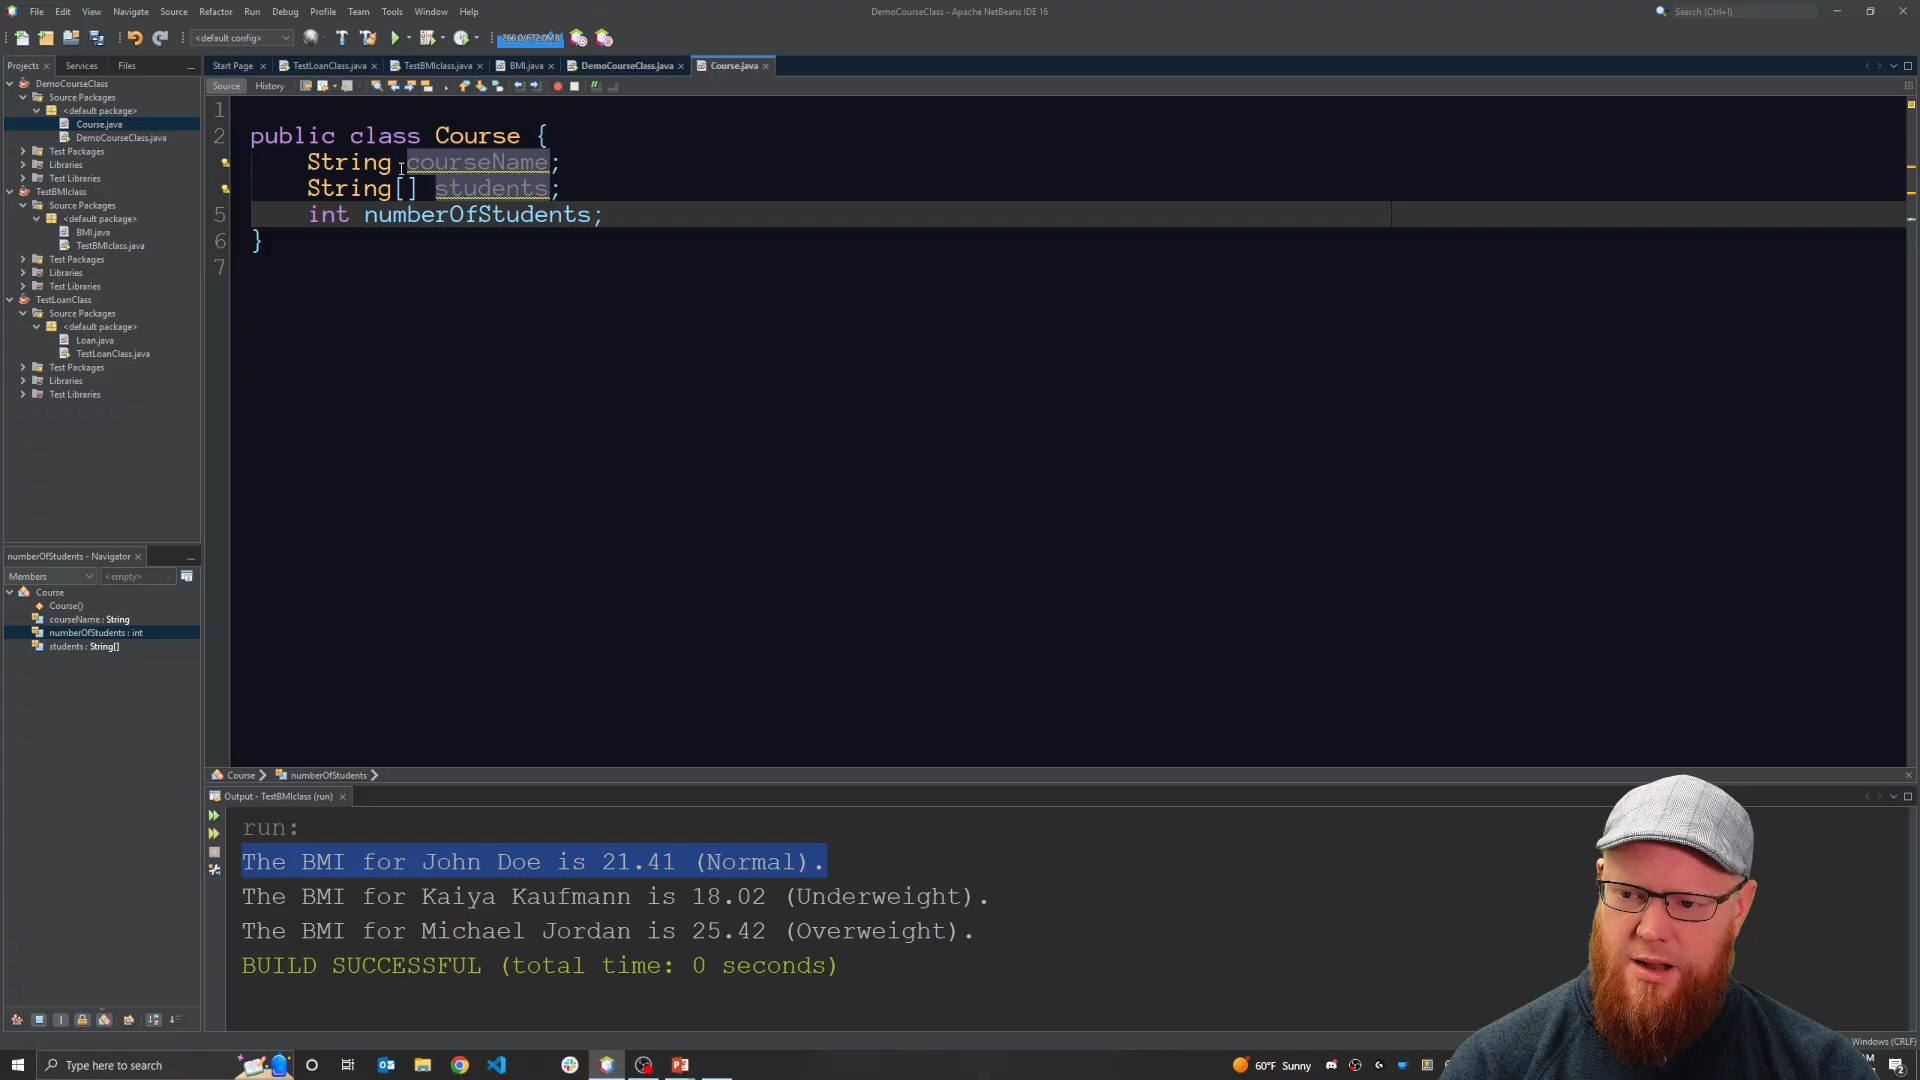 File Edit View Navigate Source Refactor Run Debug Profile Team Tools Window Help
DemoCourseClass - Apache NetBeans IDE 16
Search (Ctrl+I)
<default config>
266.0/672.0MB
Projects Services Files
Start Page TestLoanClass.java TestBMIclass.java BMI.java DemoCourseClass.java Course.java
Source History
DemoCourseClass
Source Packages
<default package>
Course.java
DemoCourseClass.java
Test Packages
Libraries
Test Libraries
TestBMIclass
Source Packages
<default package>
BMI.java
TestBMIclass.java
Test Packages
Libraries
Test Libraries
TestLoanClass
Source Packages
<default package>
Loan.java
TestLoanClass.java
Test Packages
Libraries
Test Libraries
1
2 public class Course {
String courseName;
String[] students;
5 int numberOfStudents;
6 }
7
numberOfStudents - Navigator
Members <empty>
Course
Course()
courseName : String
numberOfStudents : int
students : String[]
Course numberOfStudents
Output - TestBMIclass (run)
run:
The BMI for John Doe is 21.41 (Normal).
The BMI for Kaiya Kaufmann is 18.02 (Underweight).
The BMI for Michael Jordan is 25.42 (Overweight).
BUILD SUCCESSFUL (total time: 0 seconds)
Windows (CRLF)
Type here to search
60°F Sunny